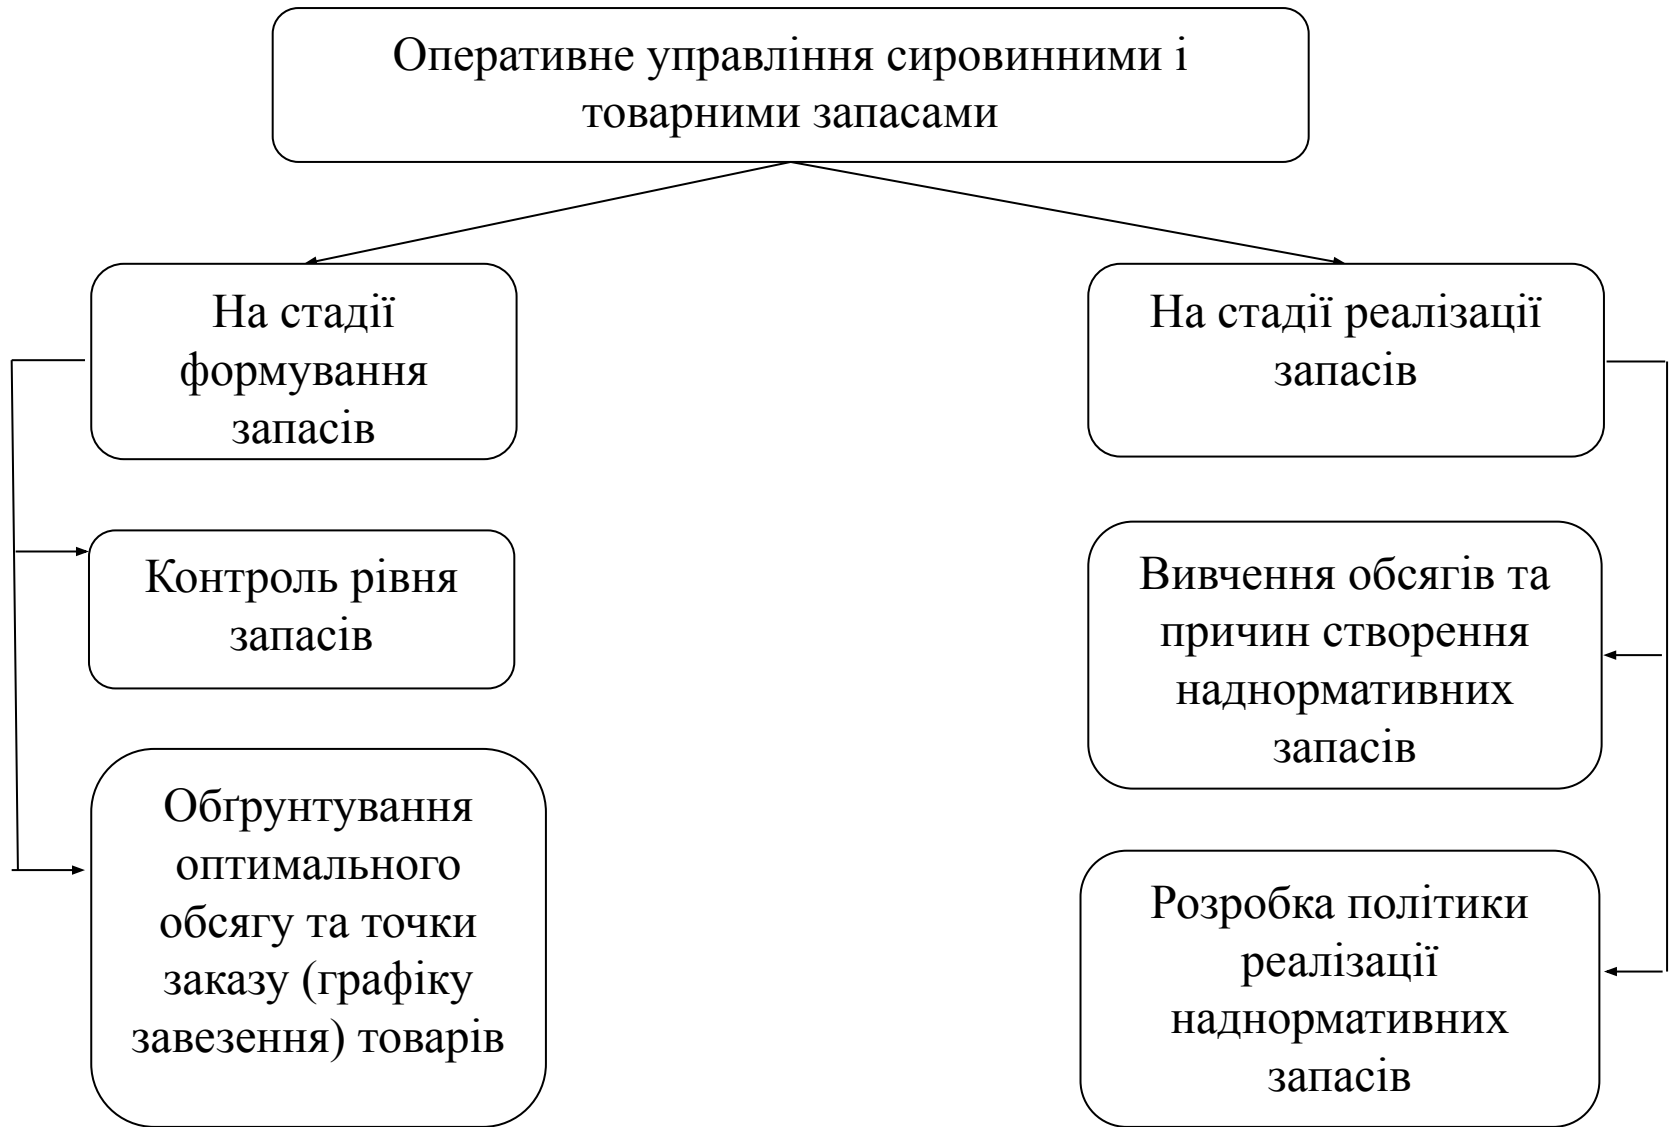 Оперативне управління сировинними і
товарними запасами
На стадії
формування
запасів
На стадії реалізації
запасів
Контроль рівня
запасів
Вивчення обсягів та
причин створення
наднормативних
запасів
Обґрунтування
оптимального
обсягу та точки
заказу (графіку
завезення) товарів
Розробка політики
реалізації
наднормативних
запасів